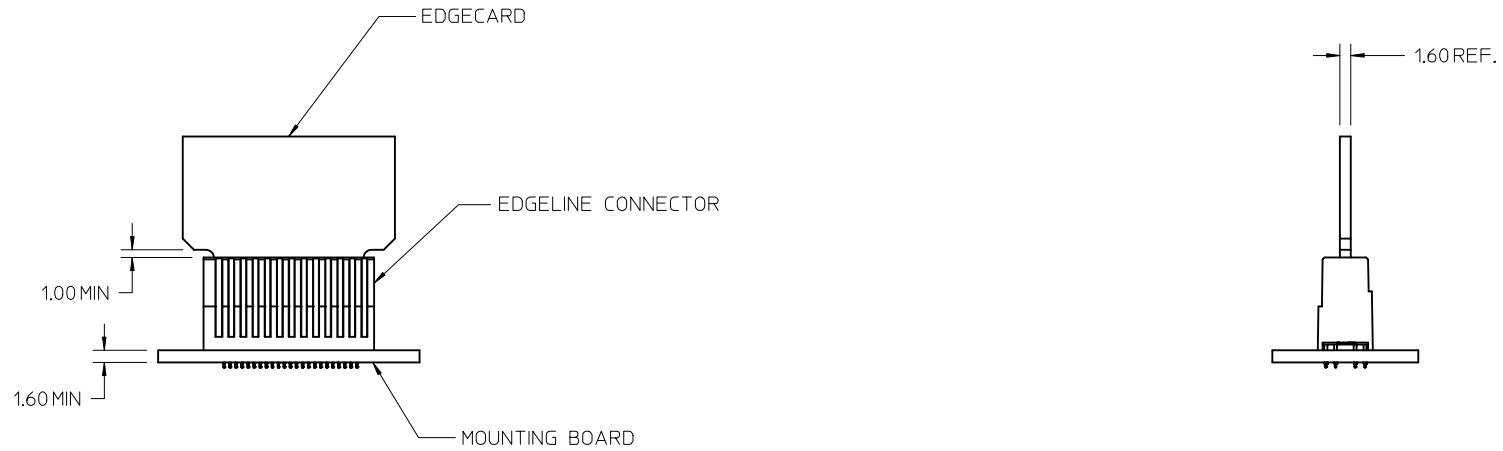 EDGECARD
1.60 REF.
EDGELINE CONNECTOR
1.00 MIN
1.60 MIN
MOUNTING BOARD